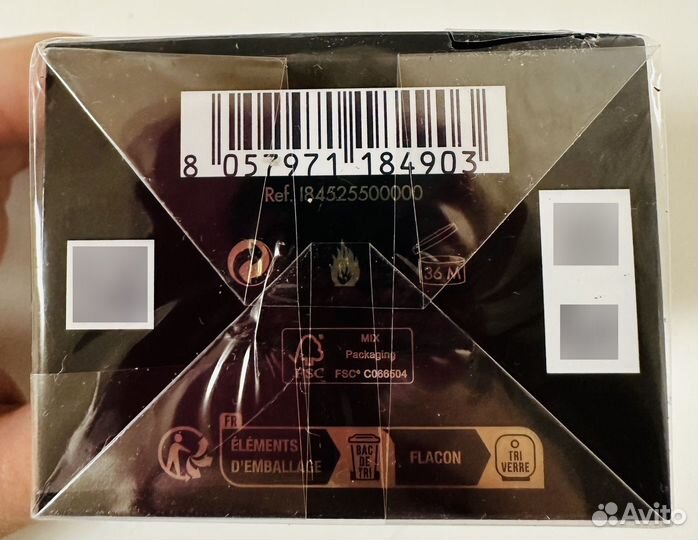 8 057971 184903
Ref. I84525500000
36 M
MIX
Packaging
FSC® C066504
FSC
FR
ÉLÉMENTS
D'EMBALLAGE
BAC
DE
TRI
FLACON
TRI
VERRE
Avito